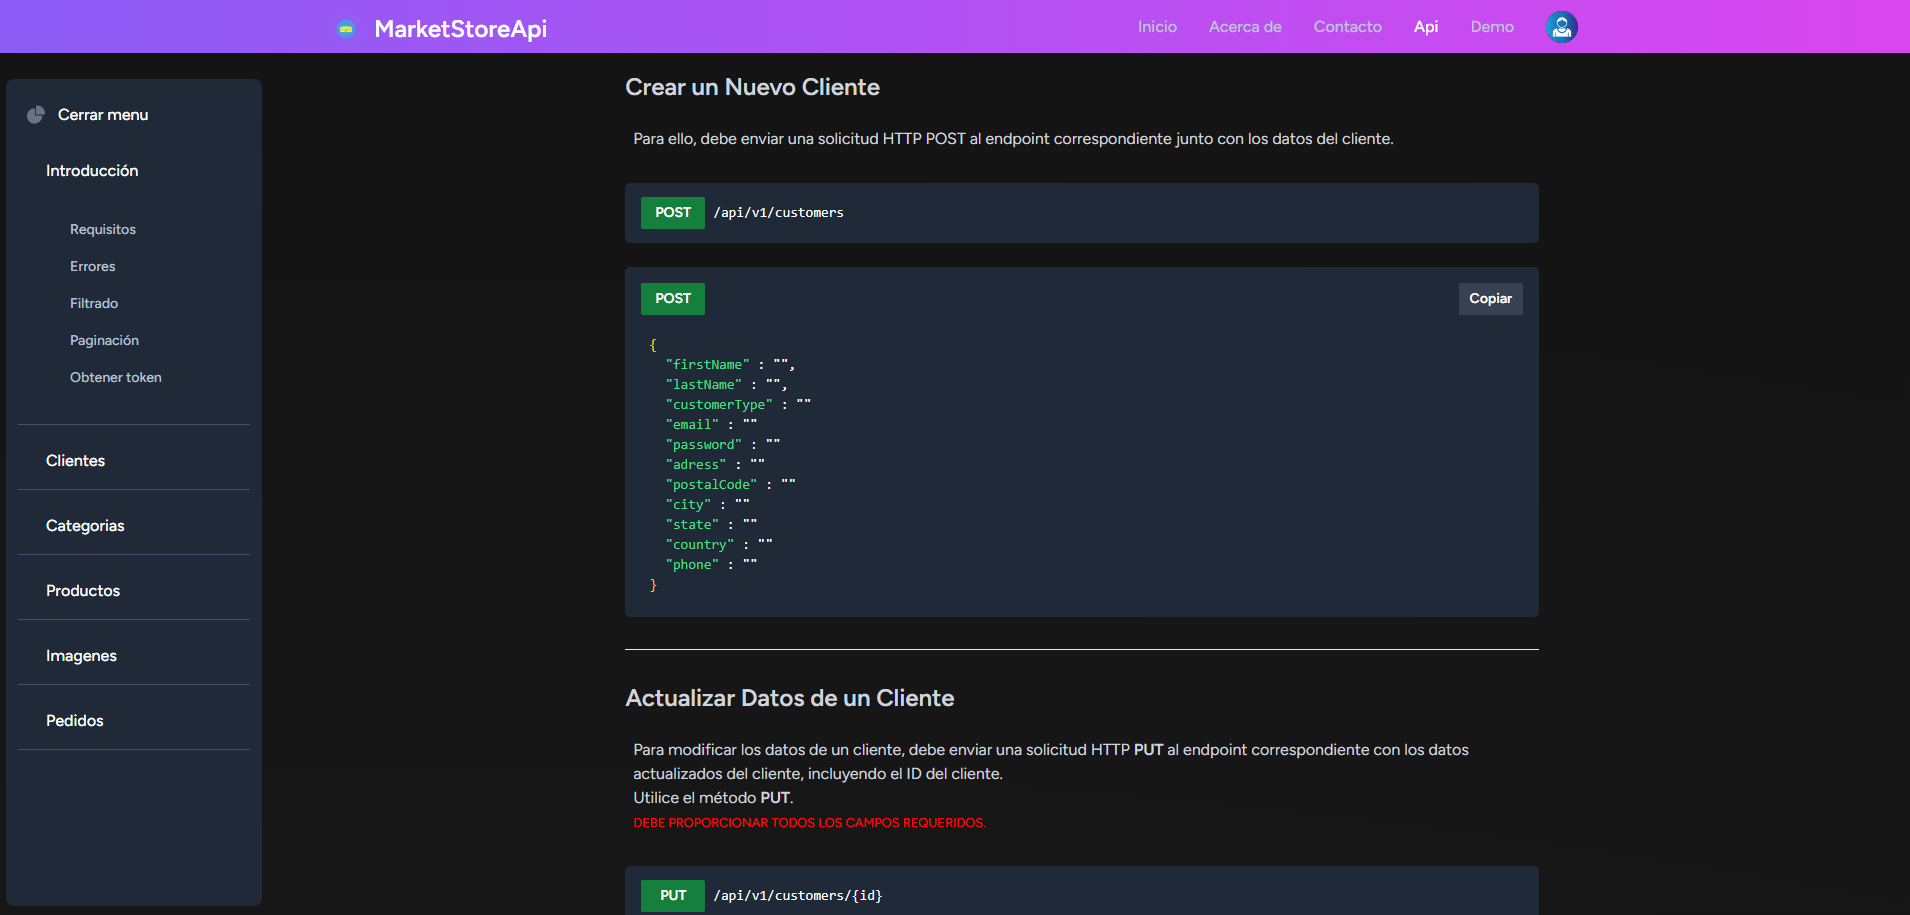 MarketStoreApi
Inicio
Acerca de
Contacto
Api
Demo
Cerrar menu
Introducción
Requisitos
Errores
Filtrado
Paginación
Obtener token
Clientes
Categorias
Productos
Imagenes
Pedidos
Crear un Nuevo Cliente
Para ello, debe enviar una solicitud HTTP POST al endpoint correspondiente junto con los datos del cliente.
POST /api/v1/customers
POST
Copiar
{
"firstName" : "",
"lastName" : "",
"customerType" : ""
"email" : ""
"password" : ""
"adress" : ""
"postalCode" : ""
"city" : ""
"state" : ""
"country" : ""
"phone" : ""
}
Actualizar Datos de un Cliente
Para modificar los datos de un cliente, debe enviar una solicitud HTTP PUT al endpoint correspondiente con los datos
actualizados del cliente, incluyendo el ID del cliente.
Utilice el método PUT.
DEBE PROPORCIONAR TODOS LOS CAMPOS REQUERIDOS.
PUT /api/v1/customers/{id}